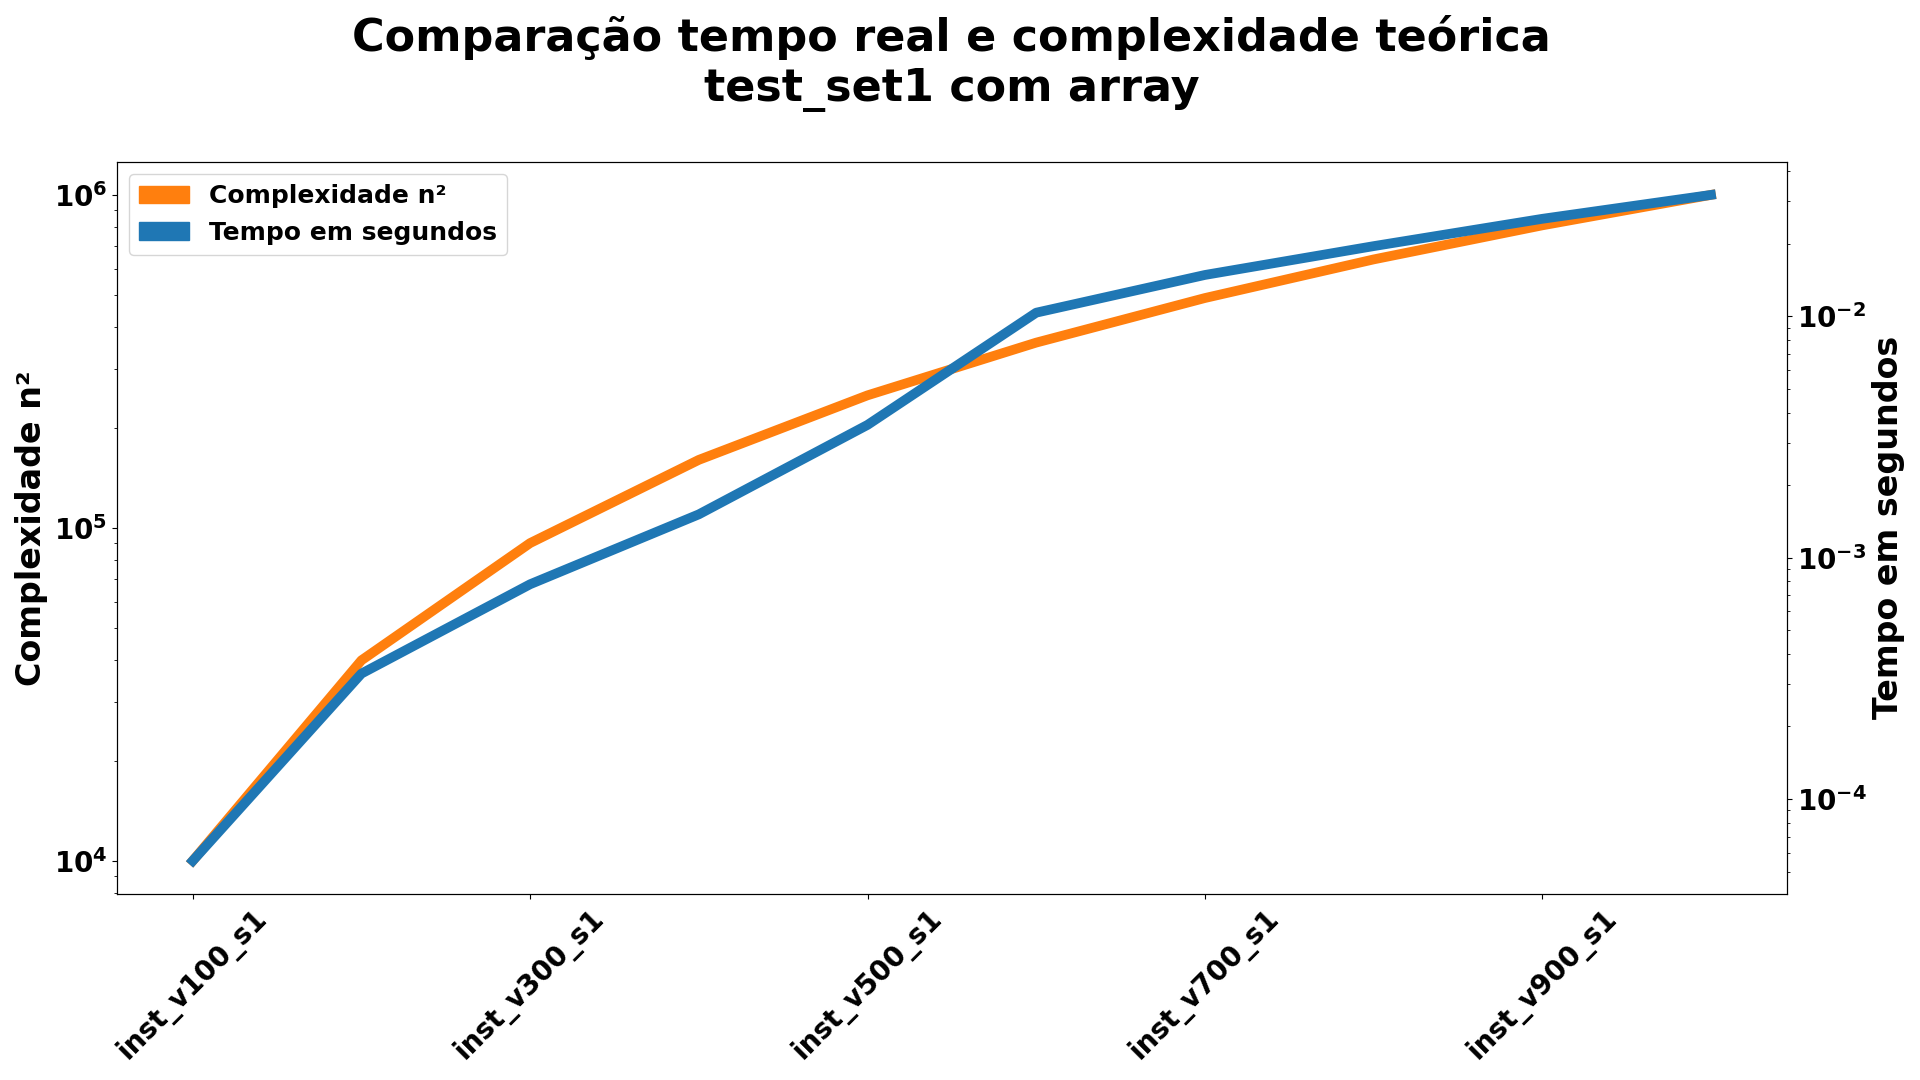 Comparação tempo real e complexidade teórica
test_set1 com array
Complexidade n²
Tempo em segundos
Complexidade n²
10⁶
10⁵
10⁴
10⁻²
10⁻³
10⁻⁴
Tempo em segundos
inst_v100_s1
inst_v300_s1
inst_v500_s1
inst_v700_s1
inst_v900_s1